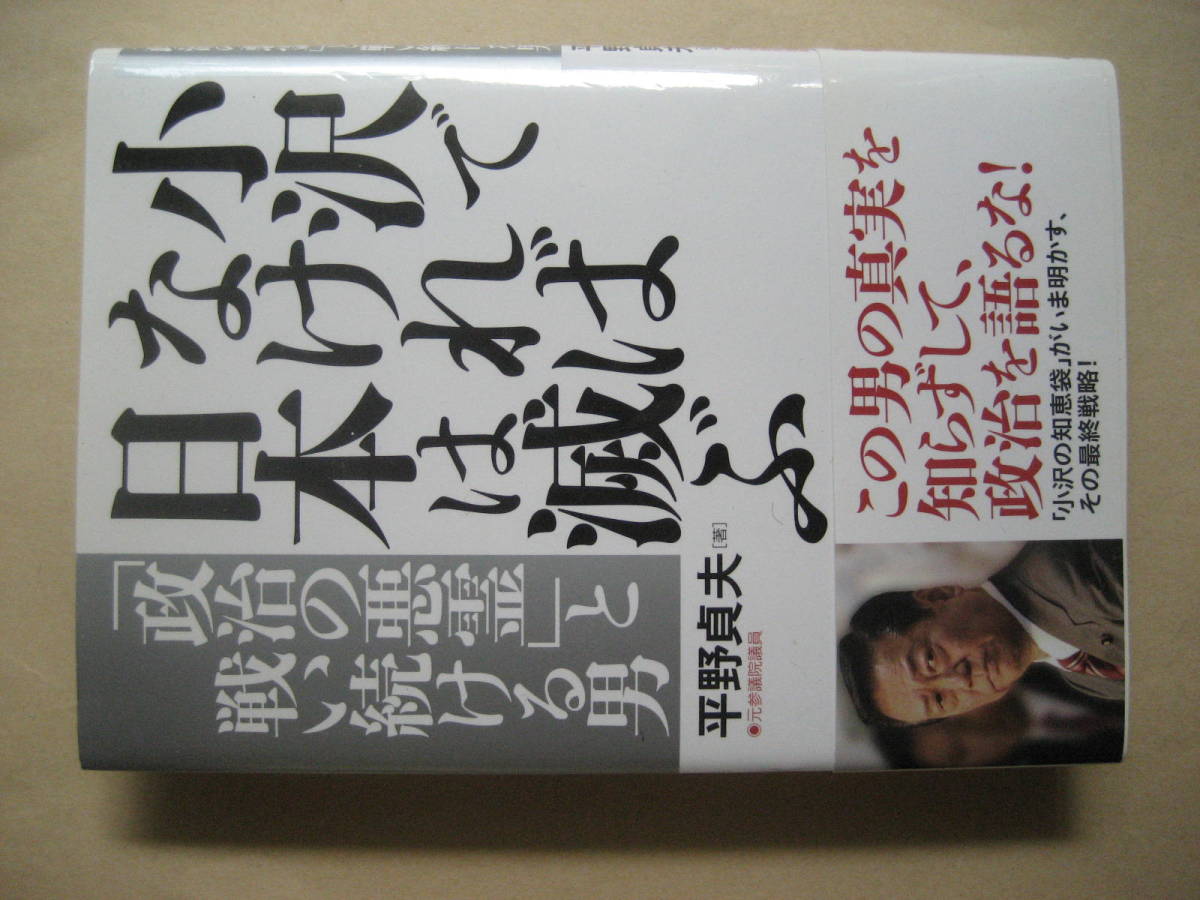 小沢で
なければ
日本は滅ぶ
「政治の悪霊」と
戦い続ける男
平野貞夫[著]
◉元参議院議員
この男の真実を
知らずして、
政治を語るな！
「小沢の知恵袋」がいま明かす、
その最終戦略！